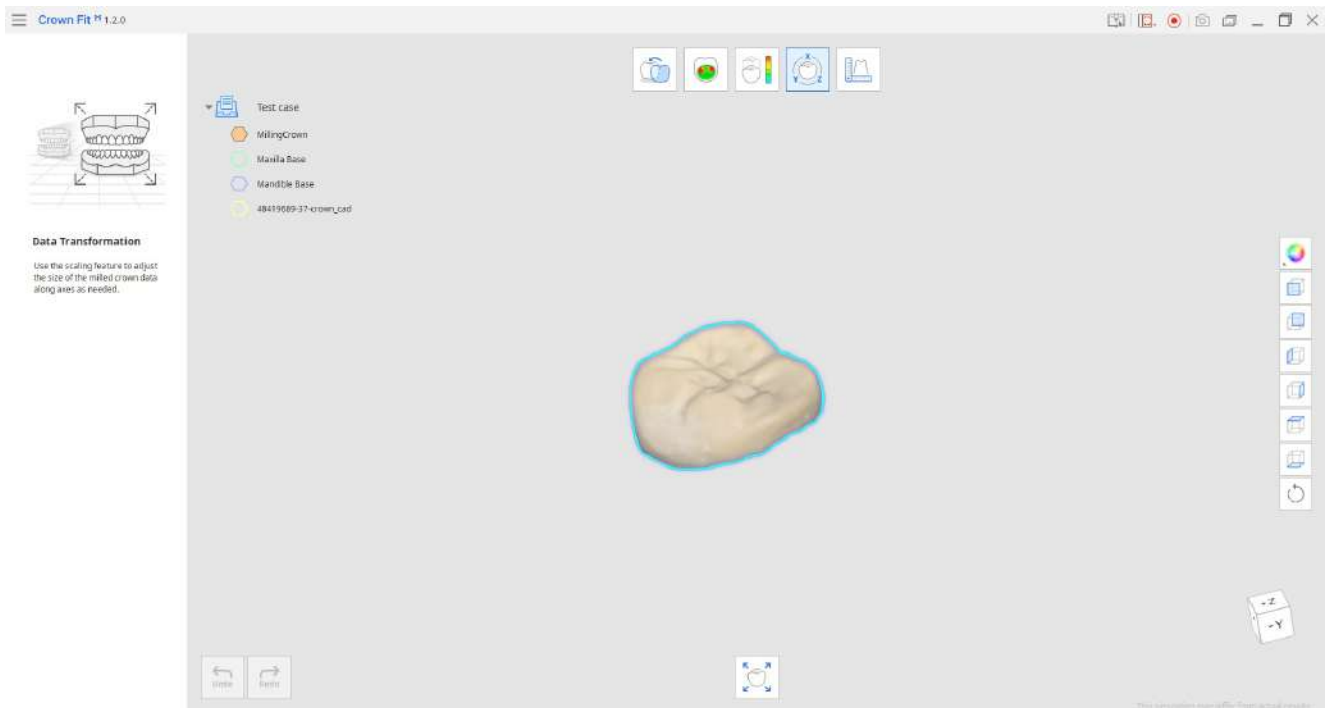 Crown Fit M 1.2.0
X
Y
Z
Test case
MillingCrown
Maxilla Base
Mandible Base
48419689-37-crown_cad
Data Transformation
Use the scaling feature to adjust
the size of the milled crown data
along axes as needed.
+Z
-Y
Undo
Redo